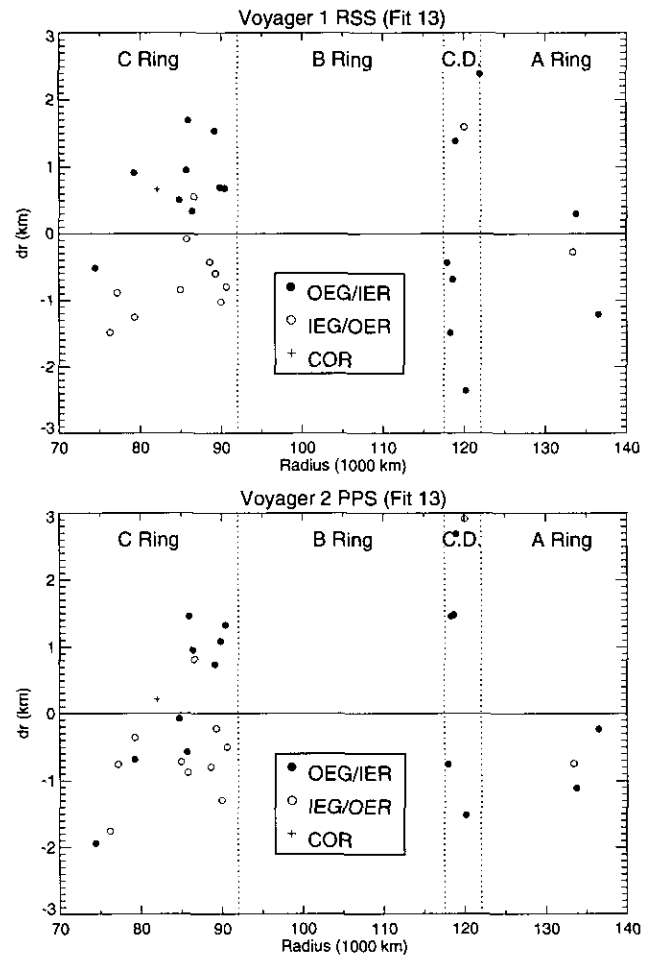 Voyager 1 RSS (Fit 13)
C Ring B Ring C.D. A Ring
3
2
1
0
-1
-2
-3
dr (km)
OEG/IER
IEG/OER
COR
70 80 90 100 110 120 130 140
Radius (1000 km)
Voyager 2 PPS (Fit 13)
C Ring B Ring C.D. A Ring
3
2
1
0
-1
-2
-3
dr (km)
OEG/IER
IEG/OER
COR
70 80 90 100 110 120 130 140
Radius (1000 km)